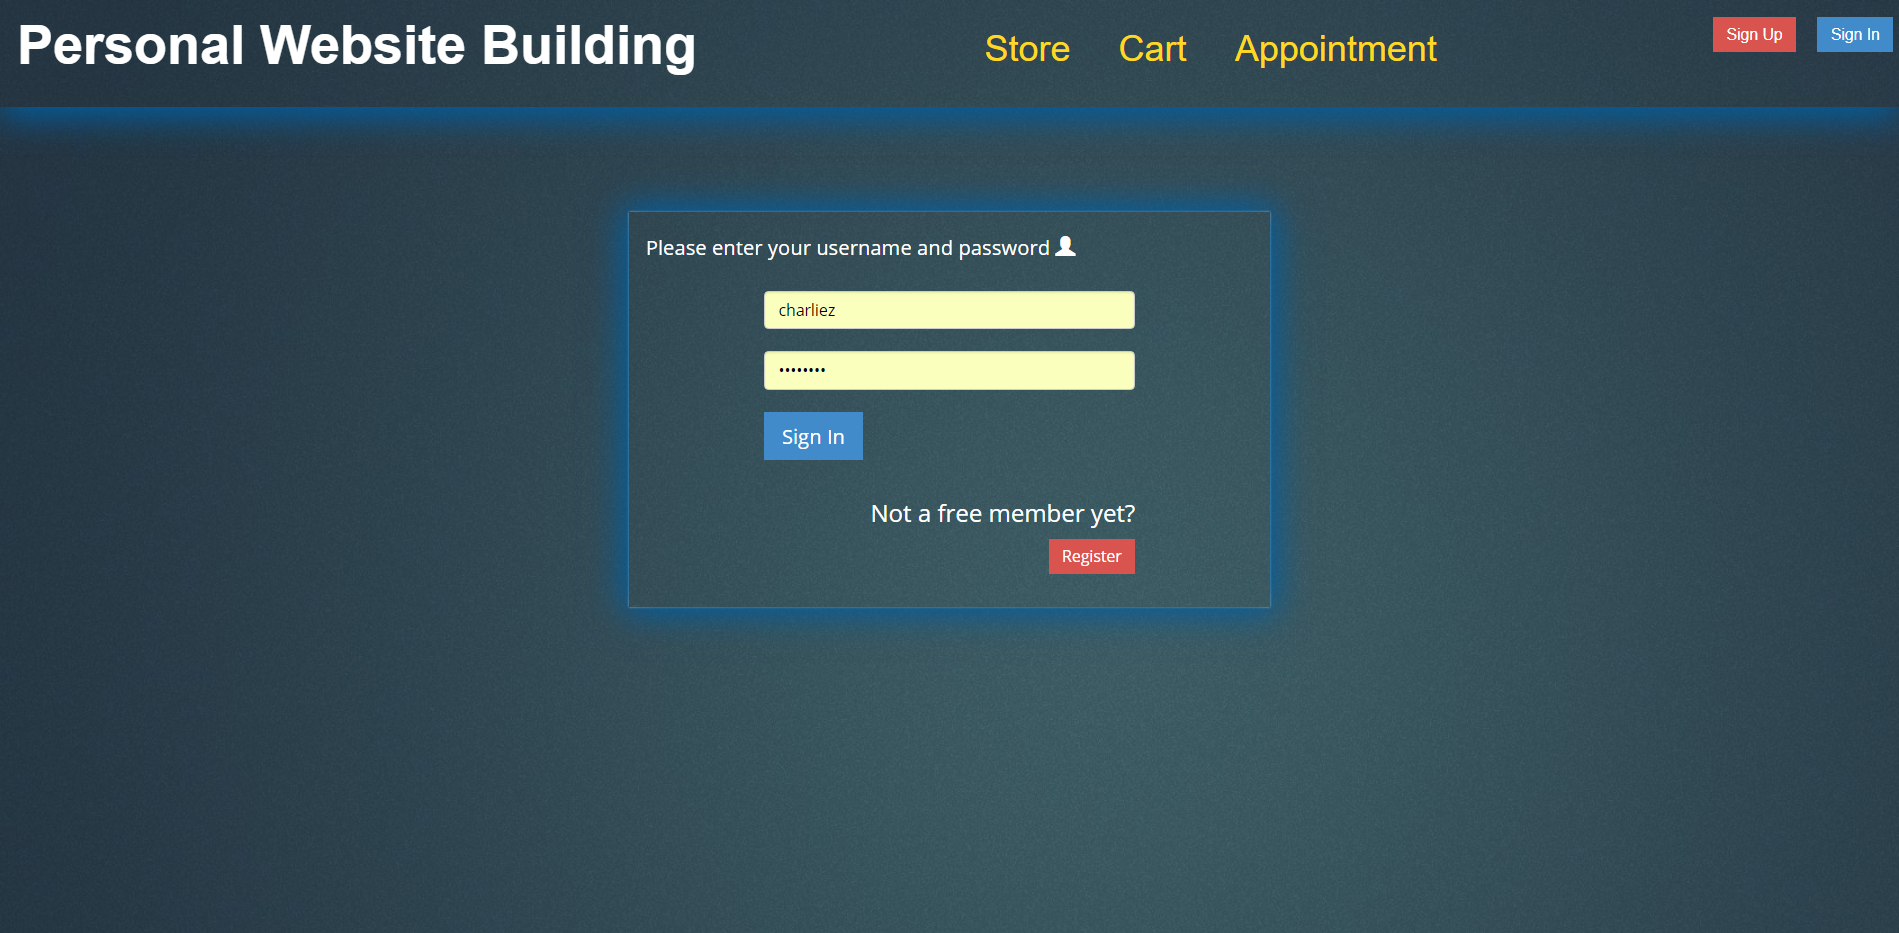 Personal Website Building
Store Cart Appointment
Sign Up Sign In
Please enter your username and password
charliez
••••••••
Sign In
Not a free member yet?
Register